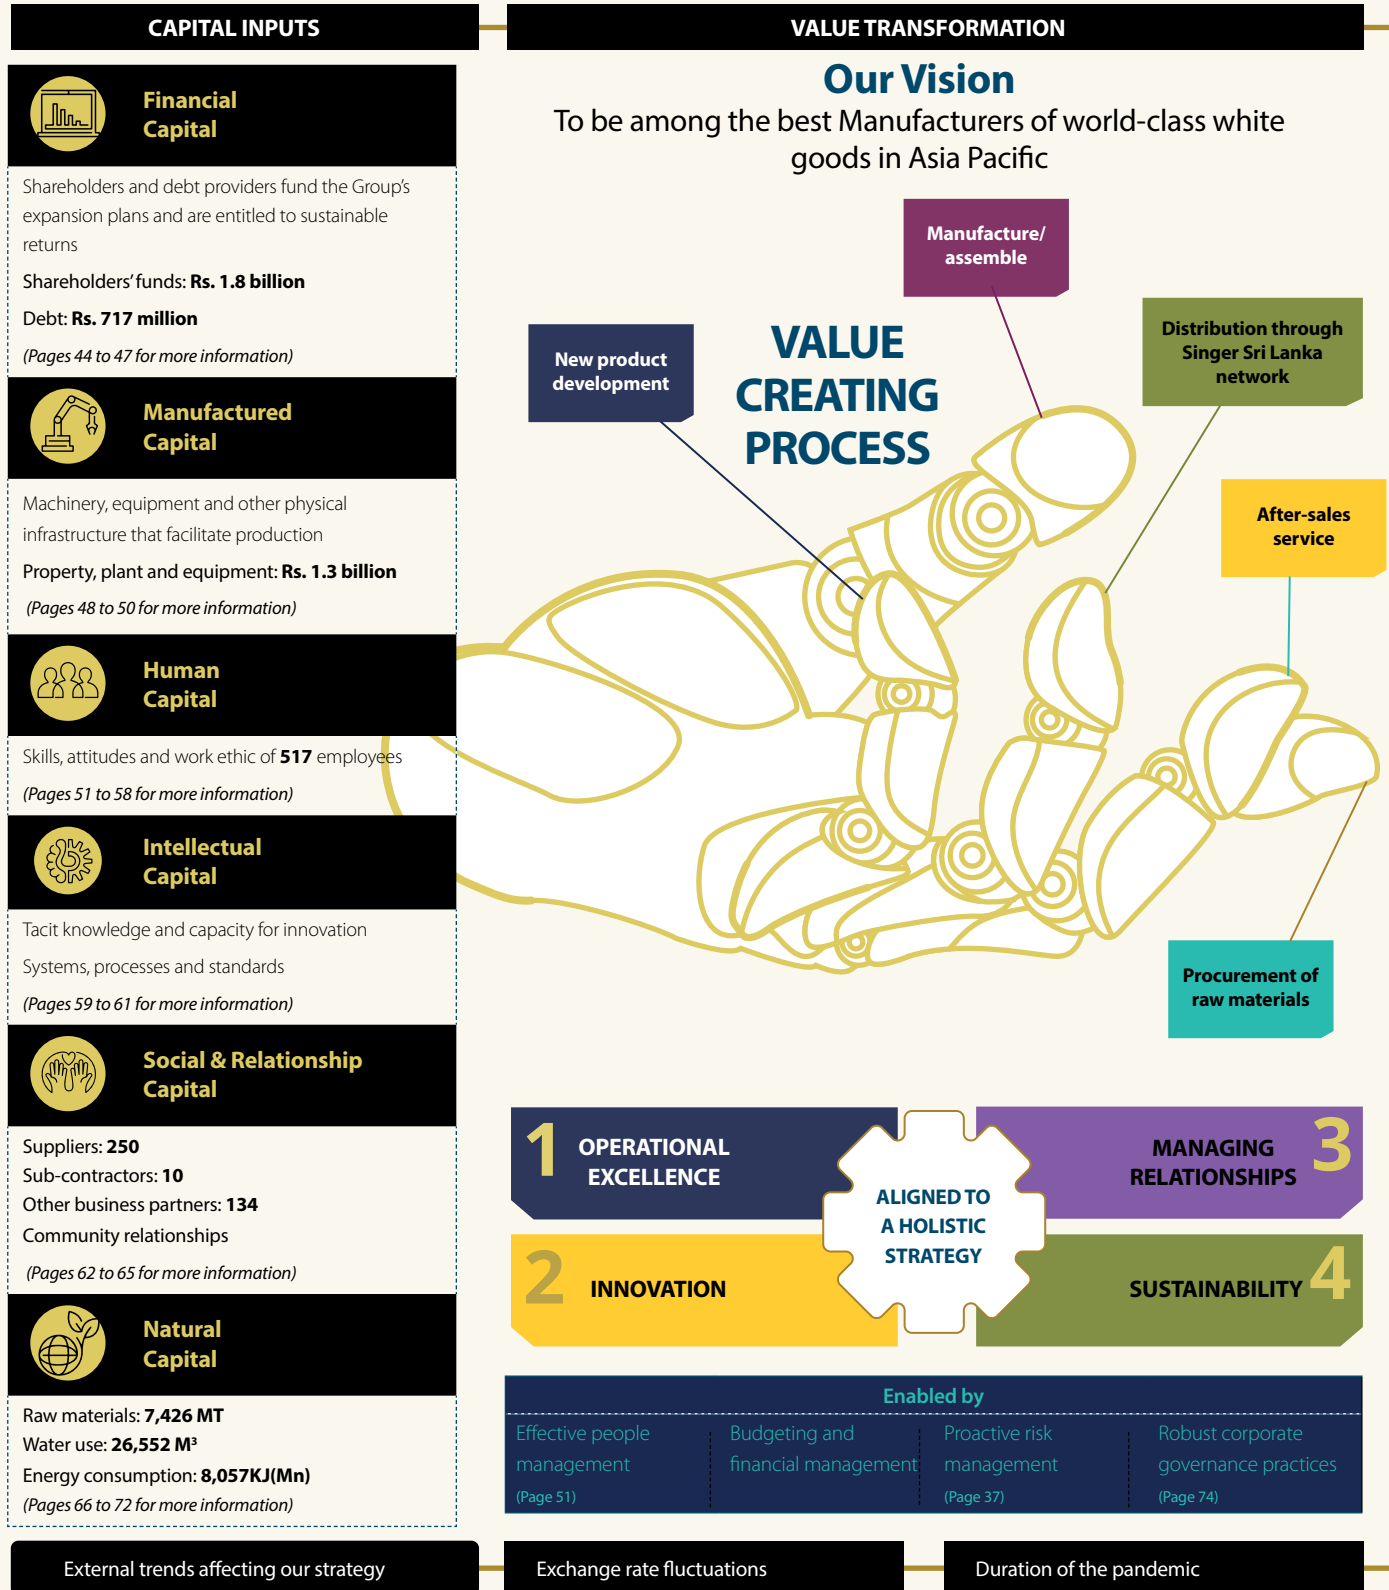 CAPITAL INPUTS
Financial
Capital
Shareholders and debt providers fund the Group's
expansion plans and are entitled to sustainable
returns
Shareholders' funds: Rs. 1.8 billion
Debt: Rs. 717 million
(Pages 44 to 47 for more information)
Manufactured
Capital
Machinery, equipment and other physical
infrastructure that facilitate production
Property, plant and equipment: Rs. 1.3 billion
(Pages 48 to 50 for more information)
Human
Capital
Skills, attitudes and work ethic of 517 employees
(Pages 51 to 58 for more information)
Intellectual
Capital
Tacit knowledge and capacity for innovation
Systems, processes and standards
(Pages 59 to 61 for more information)
Social & Relationship
Capital
Suppliers: 250
Sub-contractors: 10
Other business partners: 134
Community relationships
(Pages 62 to 65 for more information)
Natural
Capital
Raw materials: 7,426 MT
Water use: 26,552 M³
Energy consumption: 8,057KJ(Mn)
(Pages 66 to 72 for more information)
VALUE TRANSFORMATION
Our Vision
To be among the best Manufacturers of world-class white
goods in Asia Pacific
Manufacture/
assemble
New product
development
VALUE
CREATING
PROCESS
Distribution through
Singer Sri Lanka
network
After-sales
service
Procurement of
raw materials
1 OPERATIONAL
EXCELLENCE
2 INNOVATION
ALIGNED TO
A HOLISTIC
STRATEGY
MANAGING
RELATIONSHIPS 3
SUSTAINABILITY 4
Enabled by
Effective people
management
(Page 51)
Budgeting and
financial management
Proactive risk
management
(Page 37)
Robust corporate
governance practices
(Page 74)
External trends affecting our strategy
Exchange rate fluctuations
Duration of the pandemic